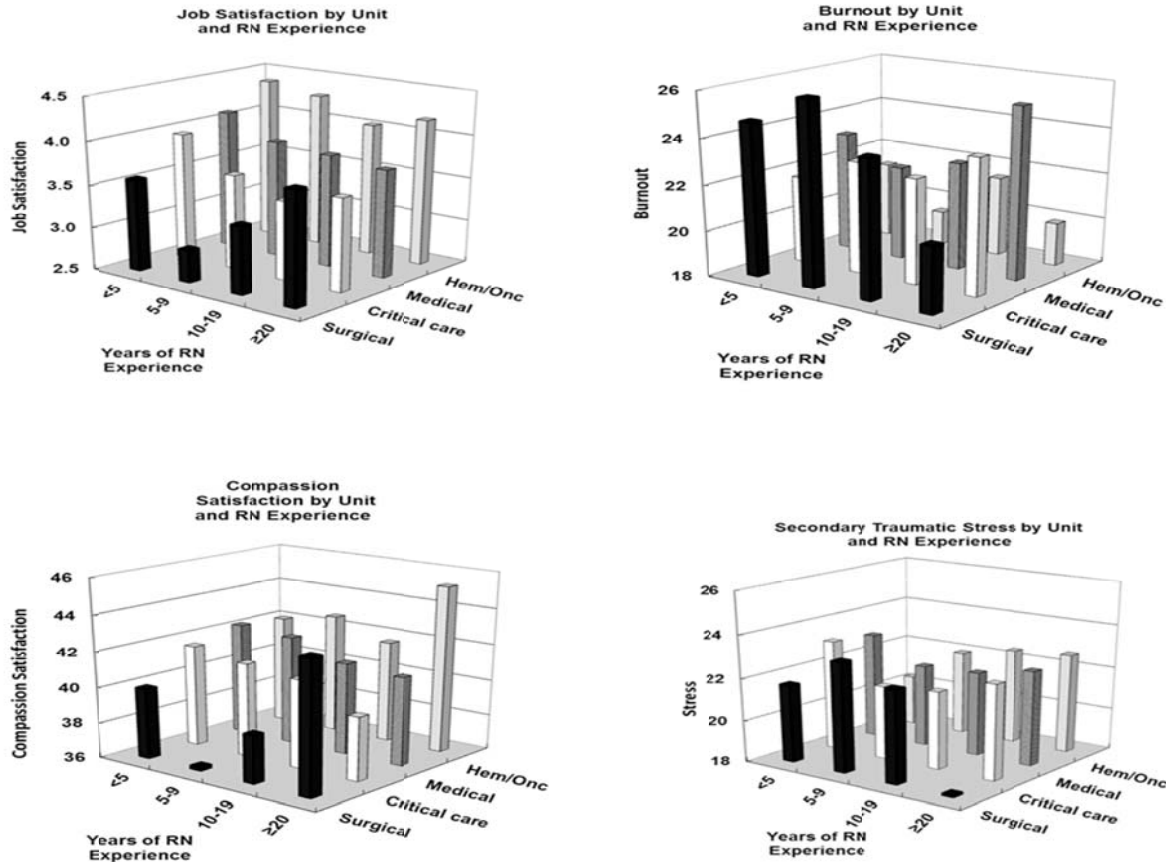 Job Satisfaction by Unit
and RN Experience
4.5
4.0
3.5
3.0
2.5
Job Satisfaction
<5
5-9
10-19
≥20
Years of RN
Experience
Surgical
Critical care
Medical
Hem/Onc
Burnout by Unit
and RN Experience
26
24
22
20
18
Burnout
<5
5-9
10-19
≥20
Years of RN
Experience
Surgical
Critical care
Medical
Hem/Onc
Compassion
Satisfaction by Unit
and RN Experience
46
44
42
40
38
36
Compassion Satisfaction
<5
5-9
10-19
≥20
Years of RN
Experience
Surgical
Critical care
Medical
Hem/Onc
Secondary Traumatic Stress by Unit
and RN Experience
26
24
22
20
18
Stress
<5
5-9
10-19
≥20
Years of RN
Experience
Surgical
Critical care
Medical
Hem/Onc